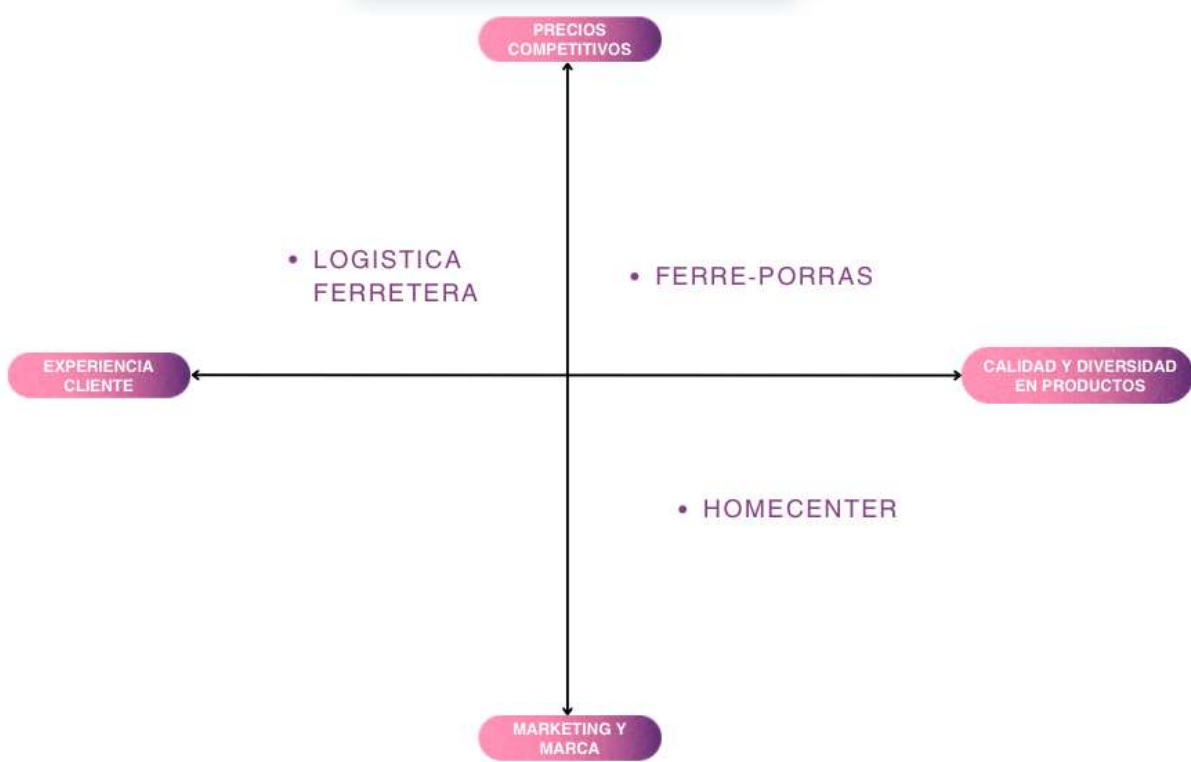 PRECIOS
COMPETITIVOS
• LOGISTICA
FERRETERA
• FERRE-PORRAS
EXPERIENCIA
CLIENTE
CALIDAD Y DIVERSIDAD
EN PRODUCTOS
• HOMECENTER
MARKETING Y
MARCA